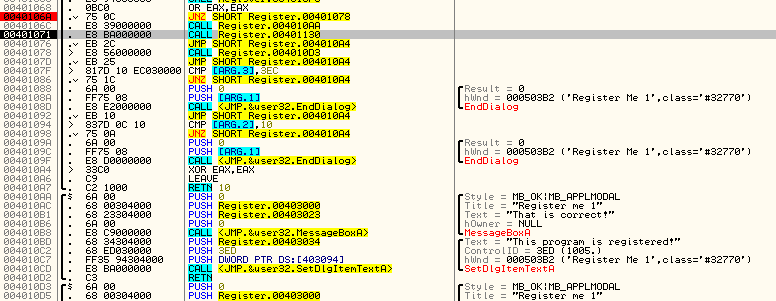 00401068 0BC0 OR EAX,EAX
0040106A 75 0C JNZ SHORT Register.00401078
0040106C E8 39000000 CALL Register.004010AA
00401071 E8 BA000000 CALL Register.00401130
00401076 EB 2C JMP SHORT Register.004010A4
00401078 E8 56000000 CALL Register.004010D3
0040107D EB 25 JMP SHORT Register.004010A4
0040107F 817D 10 EC030000 CMP [ARG.3],3EC
00401086 75 1C JNZ SHORT Register.004010A4
00401088 6A 00 PUSH 0 Result = 0
0040108A FF75 08 PUSH [ARG.1] hWnd = 000503B2 ('Register Me 1',class='#32770')
0040108D E8 E2000000 CALL <JMP.&user32.EndDialog> EndDialog
00401092 EB 10 JMP SHORT Register.004010A4
00401094 837D 0C 10 CMP [ARG.2],10
00401098 75 0A JNZ SHORT Register.004010A4
0040109A 6A 00 PUSH 0 Result = 0
0040109C FF75 08 PUSH [ARG.1] hWnd = 000503B2 ('Register Me 1',class='#32770')
0040109F E8 D0000000 CALL <JMP.&user32.EndDialog> EndDialog
004010A4 33C0 XOR EAX,EAX
004010A6 C9 LEAVE
004010A7 C2 1000 RETN 10
004010AA 6A 00 PUSH 0 Style = MB_OK|MB_APPLMODAL
004010AC 68 00304000 PUSH Register.00403000 Title = "Register me 1"
004010B1 68 23304000 PUSH Register.00403023 Text = "That is correct!"
004010B6 6A 00 PUSH 0 hOwner = NULL
004010B8 E8 C9000000 CALL <JMP.&user32.MessageBoxA> MessageBoxA
004010BD 68 34304000 PUSH Register.00403034 Text = "This program is registered!"
004010C2 68 ED030000 PUSH 3ED ControlID = 3ED (1005.)
004010C7 FF35 94304000 PUSH DWORD PTR DS:[403094] hWnd = 000503B2 ('Register Me 1',class='#32770')
004010CD E8 BA000000 CALL <JMP.&user32.SetDlgItemTextA> SetDlgItemTextA
004010D2 C3 RETN
004010D3 6A 00 PUSH 0 Style = MB_OK|MB_APPLMODAL
004010D5 68 00304000 PUSH Register.00403000 Title = "Register me 1"